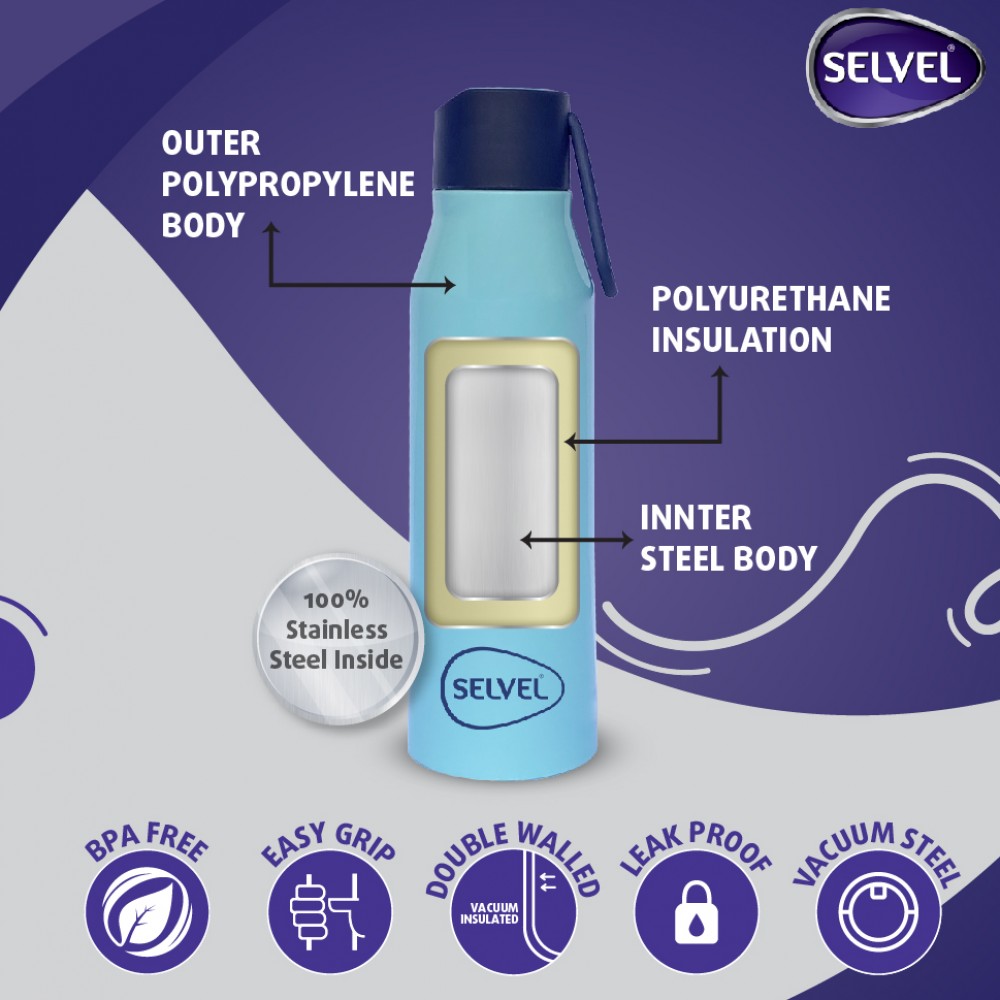 SELVEL®
OUTER
POLYPROPYLENE
BODY
POLYURETHANE
INSULATION
INNTER
STEEL BODY
100%
Stainless
Steel Inside
SELVEL®
BPA FREE
EASY GRIP
DOUBLE WALLED
VACUUM
INSULATED
LEAK PROOF
VACUUM STEEL